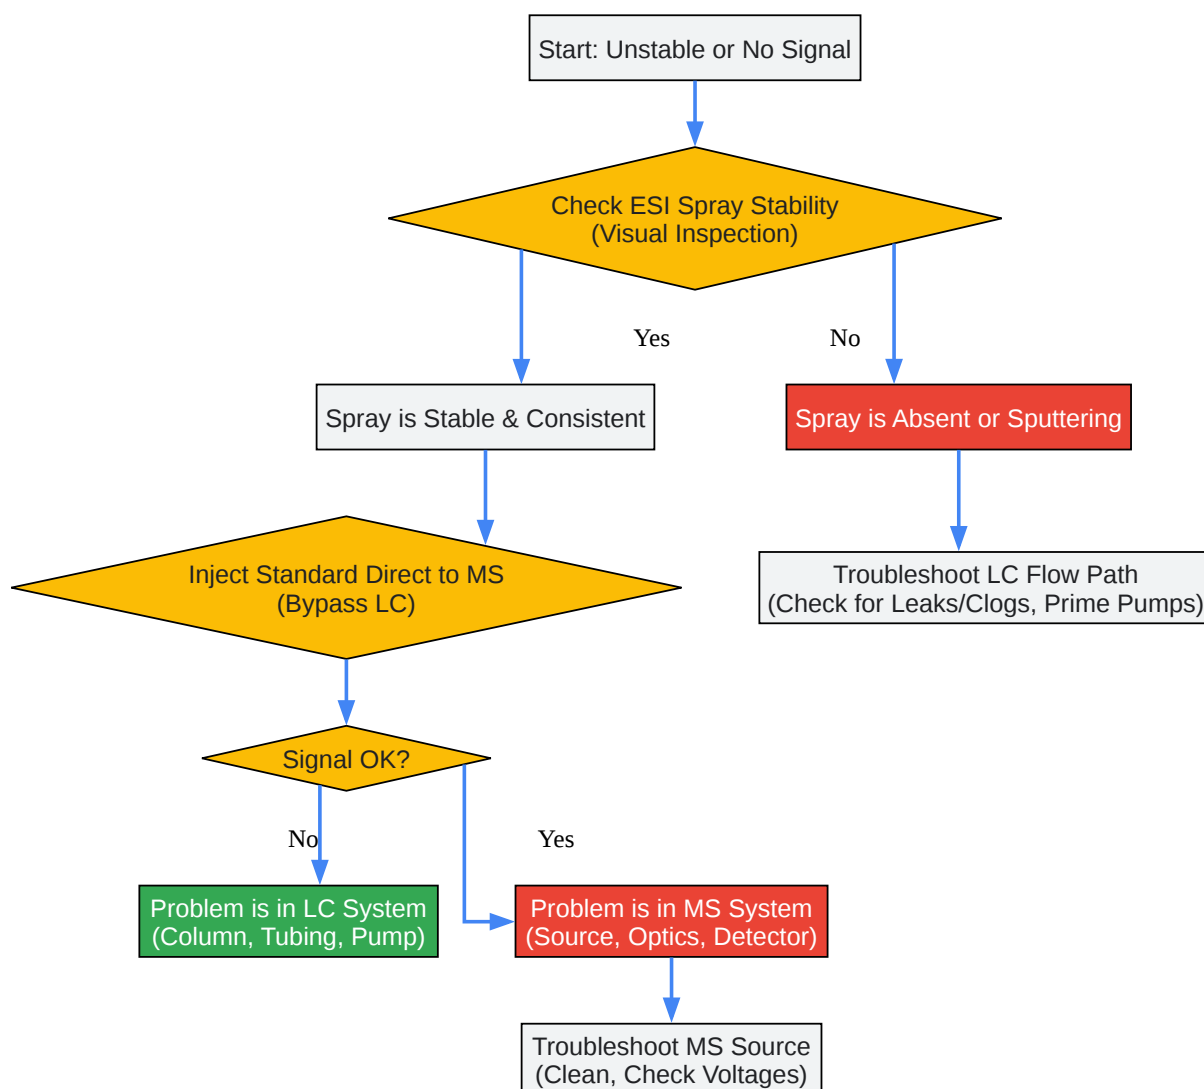 Start: Unstable or No Signal
Check ESI Spray Stability
(Visual Inspection)
Yes
No
Spray is Stable & Consistent
Spray is Absent or Sputtering
Inject Standard Direct to MS
(Bypass LC)
Troubleshoot LC Flow Path
(Check for Leaks/Clogs, Prime Pumps)
Signal OK?
No
Yes
Problem is in LC System
(Column, Tubing, Pump)
Problem is in MS System
(Source, Optics, Detector)
Troubleshoot MS Source
(Clean, Check Voltages)